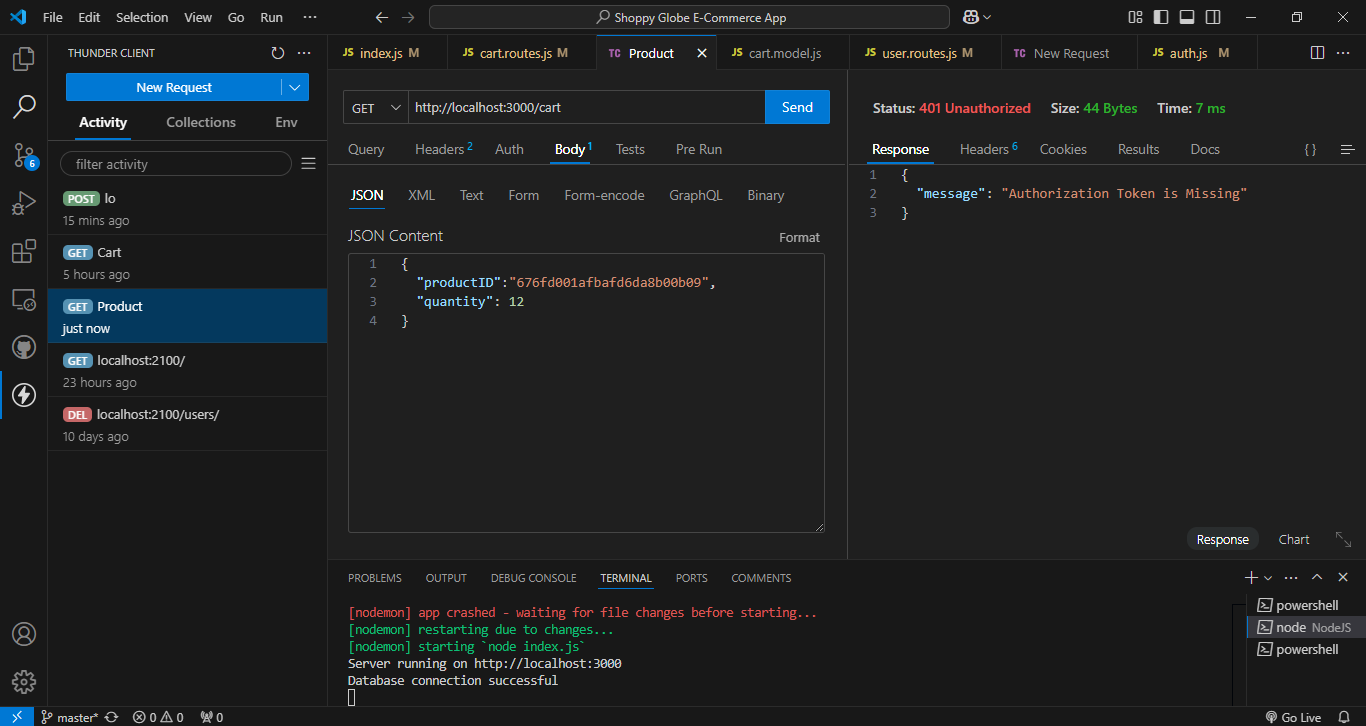 File Edit Selection View Go Run ··· Shoppy Globe E-Commerce App
THUNDER CLIENT
New Request
Activity Collections Env
filter activity
POST lo
15 mins ago
GET Cart
5 hours ago
GET Product
just now
GET localhost:2100/
23 hours ago
DEL localhost:2100/users/
10 days ago
6
JS index.js M JS cart.routes.js M TC Product JS cart.model.js JS user.routes.js M TC New Request JS auth.js M
GET http://localhost:3000/cart Send
Query Headers 2 Auth Body 1 Tests Pre Run
JSON XML Text Form Form-encode GraphQL Binary
JSON Content Format
1 {
2 "productID":"676fd001afbafd6da8b00b09",
3 "quantity": 12
4 }
Status: 401 Unauthorized Size: 44 Bytes Time: 7 ms
Response Headers 6 Cookies Results Docs {}
1 {
2 "message": "Authorization Token is Missing"
3 }
Response Chart
PROBLEMS OUTPUT DEBUG CONSOLE TERMINAL PORTS COMMENTS
[nodemon] app crashed - waiting for file changes before starting...
[nodemon] restarting due to changes...
[nodemon] starting `node index.js`
Server running on http://localhost:3000
Database connection successful
powershell
node NodeJS
powershell
master* 0 0 0 Go Live